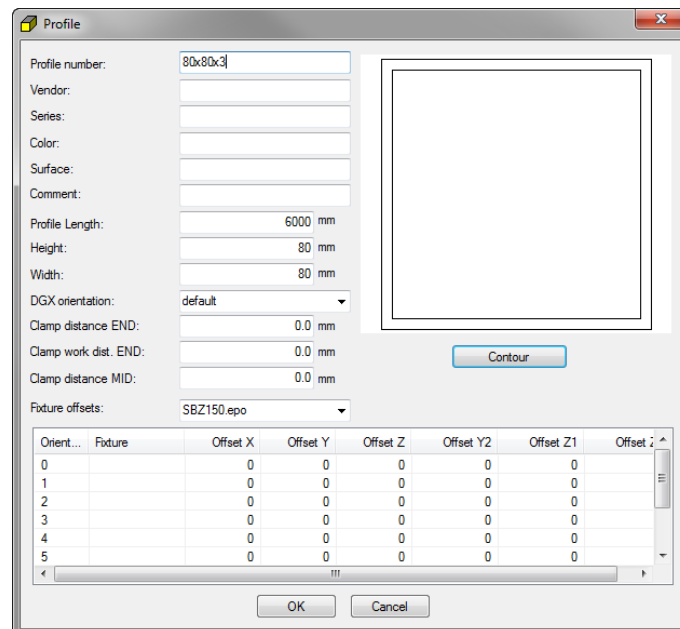 Profile
Profile number: 80x80x3
Vendor:
Series:
Color:
Surface:
Comment:
Profile Length: 6000 mm
Height: 80 mm
Width: 80 mm
DGX orientation: default
Clamp distance END: 0.0 mm
Clamp work dist. END: 0.0 mm
Contour
Clamp distance MID: 0.0 mm
Fixture offsets: SBZ150.epo
Orient... Fixture Offset X Offset Y Offset Z Offset Y2 Offset Z1 Offset Z
0 0 0 0 0 0
1 0 0 0 0 0
2 0 0 0 0 0
3 0 0 0 0 0
4 0 0 0 0 0
5 0 0 0 0 0
OK Cancel